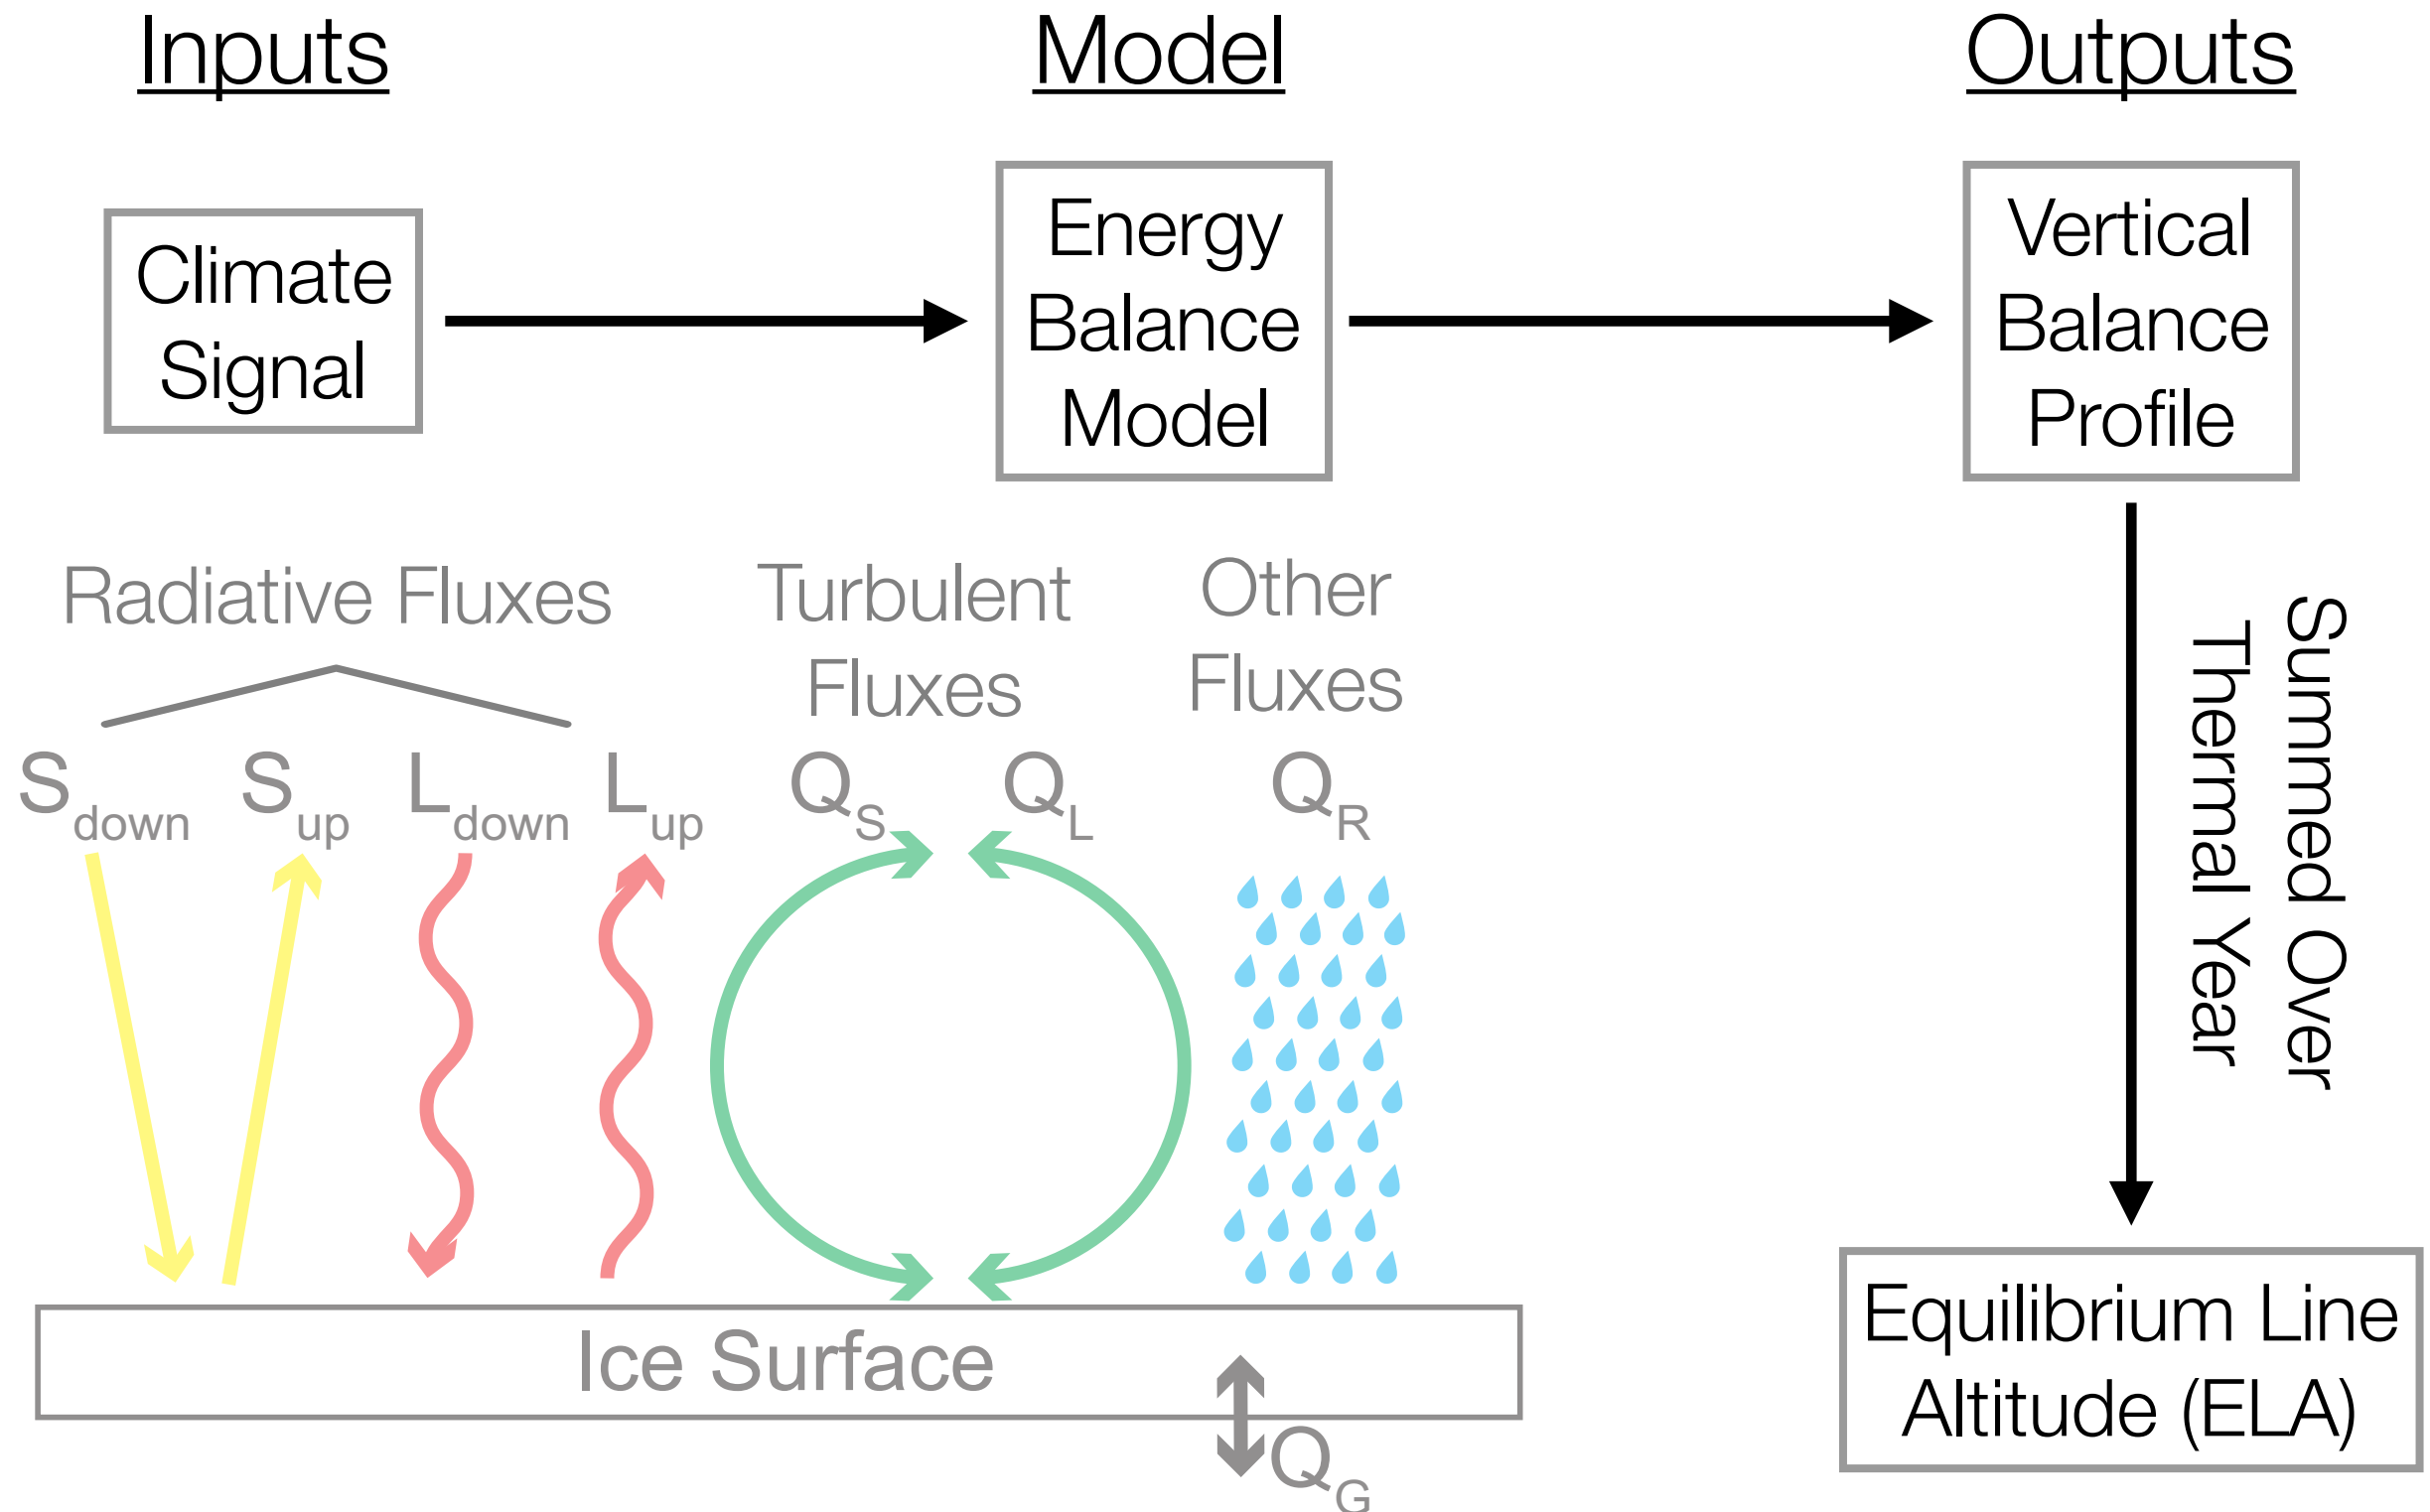 Inputs
Model
Outputs
Climate
Signal
Energy
Balance
Model
Vertical
Balance
Profile
Radiative Fluxes
Turbulent
Fluxes
Other
Fluxes
S down
S up
L down
L up
Q S
Q L
Q R
Summed Over
Thermal Year
Ice Surface
Q G
Equilibrium Line
Altitude (ELA)